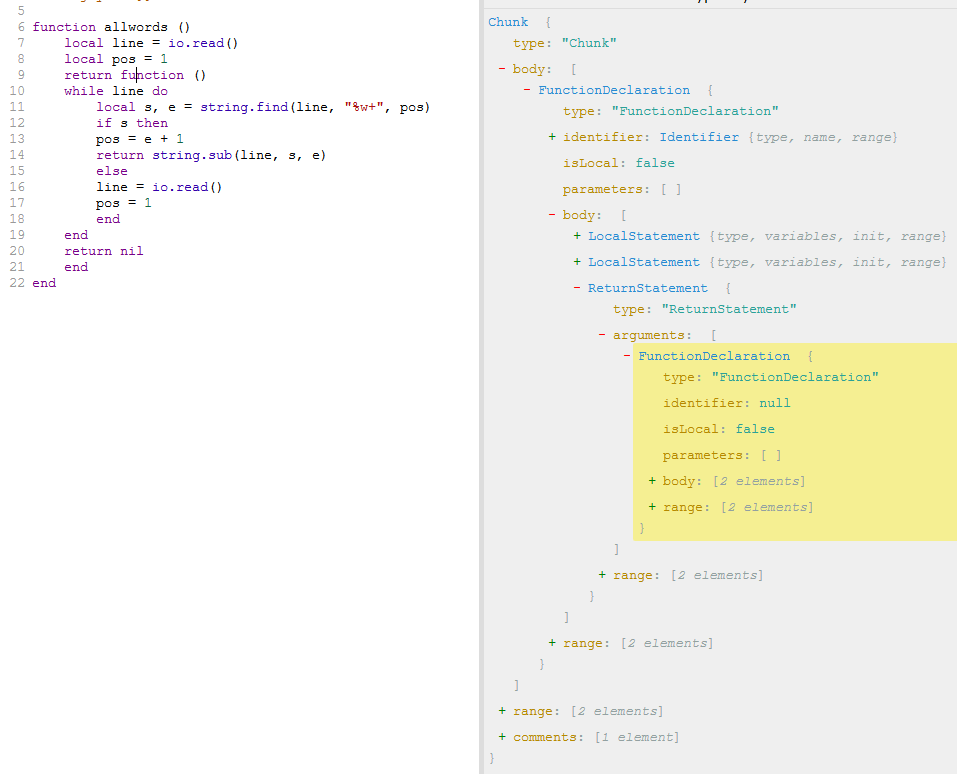 5
6 function allwords ()
7     local line = io.read()
8     local pos = 1
9     return function ()
10     while line do
11         local s, e = string.find(line, "%w+", pos)
12         if s then
13         pos = e + 1
14         return string.sub(line, s, e)
15         else
16         line = io.read()
17         pos = 1
18         end
19     end
20     return nil
21     end
22 end
Chunk {
type: "Chunk"
- body: [
- FunctionDeclaration {
type: "FunctionDeclaration"
+ identifier: Identifier {type, name, range}
isLocal: false
parameters: [ ]
- body: [
+ LocalStatement {type, variables, init, range}
+ LocalStatement {type, variables, init, range}
- ReturnStatement {
type: "ReturnStatement"
- arguments: [
- FunctionDeclaration {
type: "FunctionDeclaration"
identifier: null
isLocal: false
parameters: [ ]
+ body: [2 elements]
+ range: [2 elements]
}
]
+ range: [2 elements]
}
]
+ range: [2 elements]
}
]
+ range: [2 elements]
+ comments: [1 element]
}